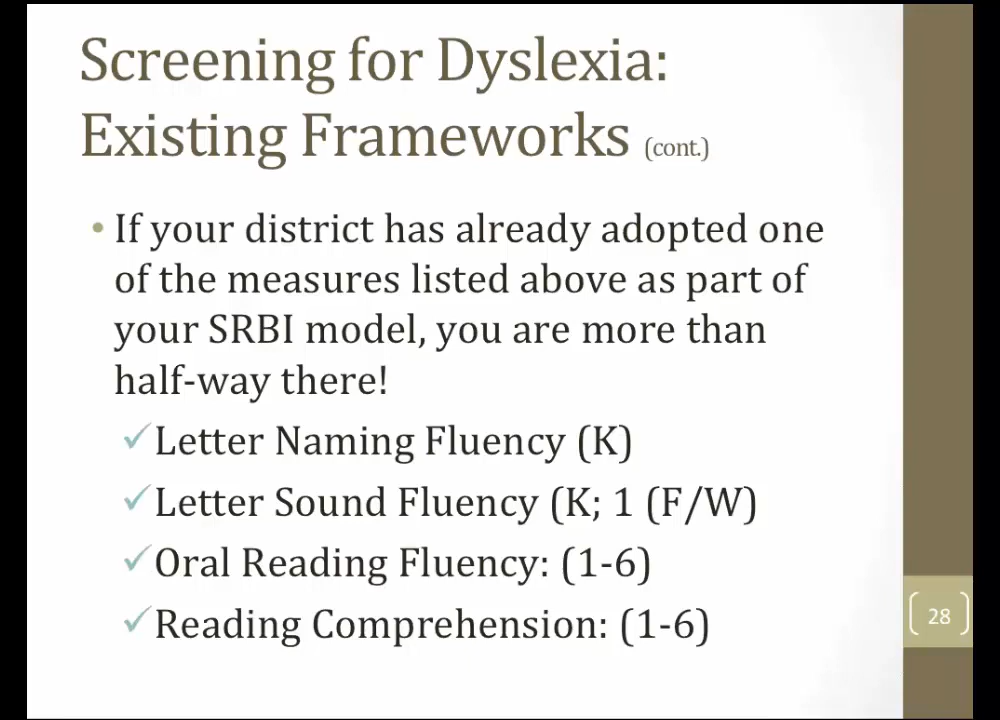 Screening for Dyslexia:
Existing Frameworks (cont.)
• If your district has already adopted one
of the measures listed above as part of
your SRBI model, you are more than
half-way there!
✓Letter Naming Fluency (K)
✓Letter Sound Fluency (K; 1 (F/W)
✓Oral Reading Fluency: (1-6)
✓Reading Comprehension: (1-6)
28